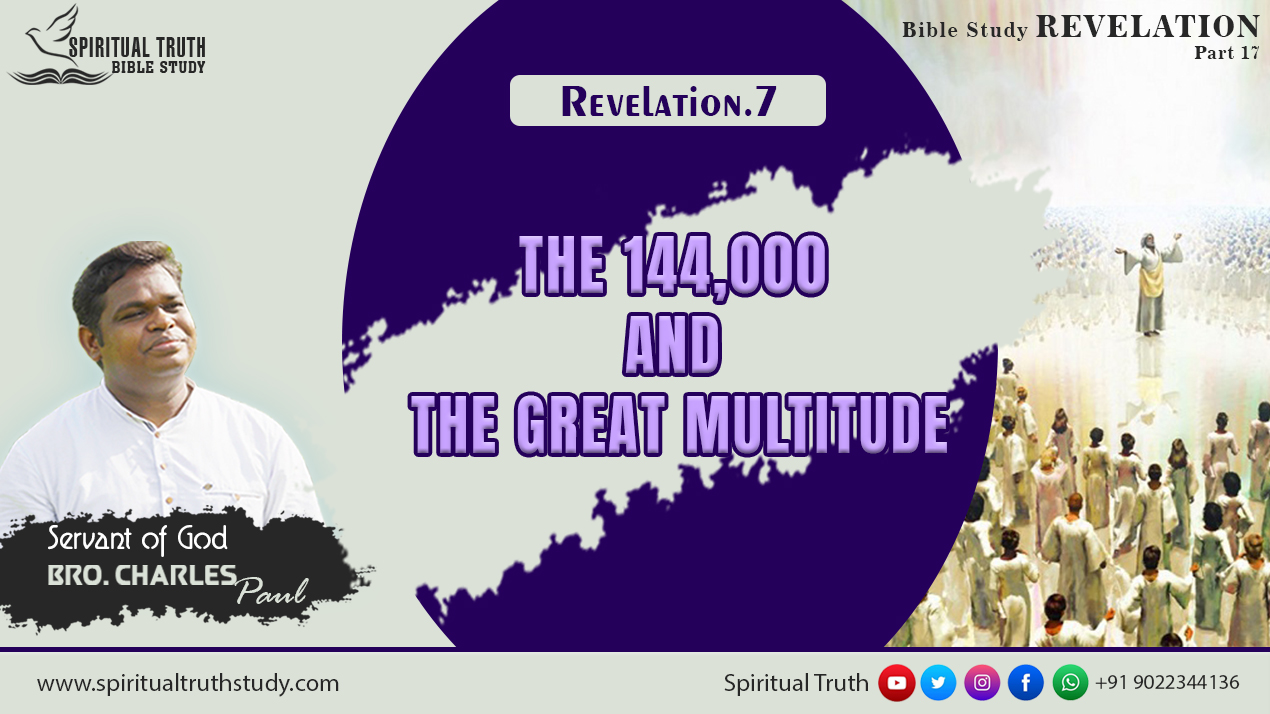 SPIRITUAL TRUTH
BIBLE STUDY
Bible Study REVELATION
Part 17
Revelation.7
THE 144,000
AND
THE GREAT MULTITUDE
Servant of God
BRO. CHARLES
Paul
www.spiritualtruthstudy.com
Spiritual Truth
+91 9022344136